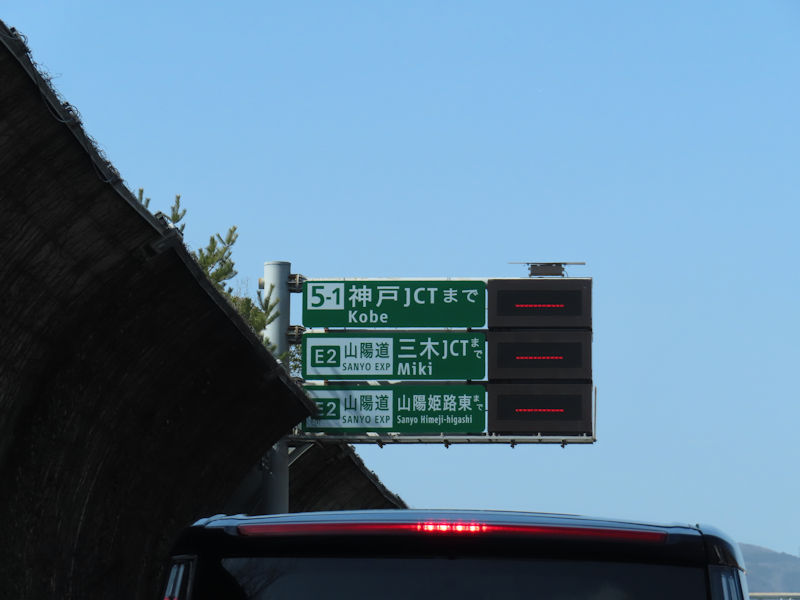 5-1 神戸JCTまで
Kobe
E2 山陽道 三木JCTまで
SANYO EXP Miki
E2 山陽道 山陽姫路東まで
SANYO EXP Sanyo Himeji-higashi